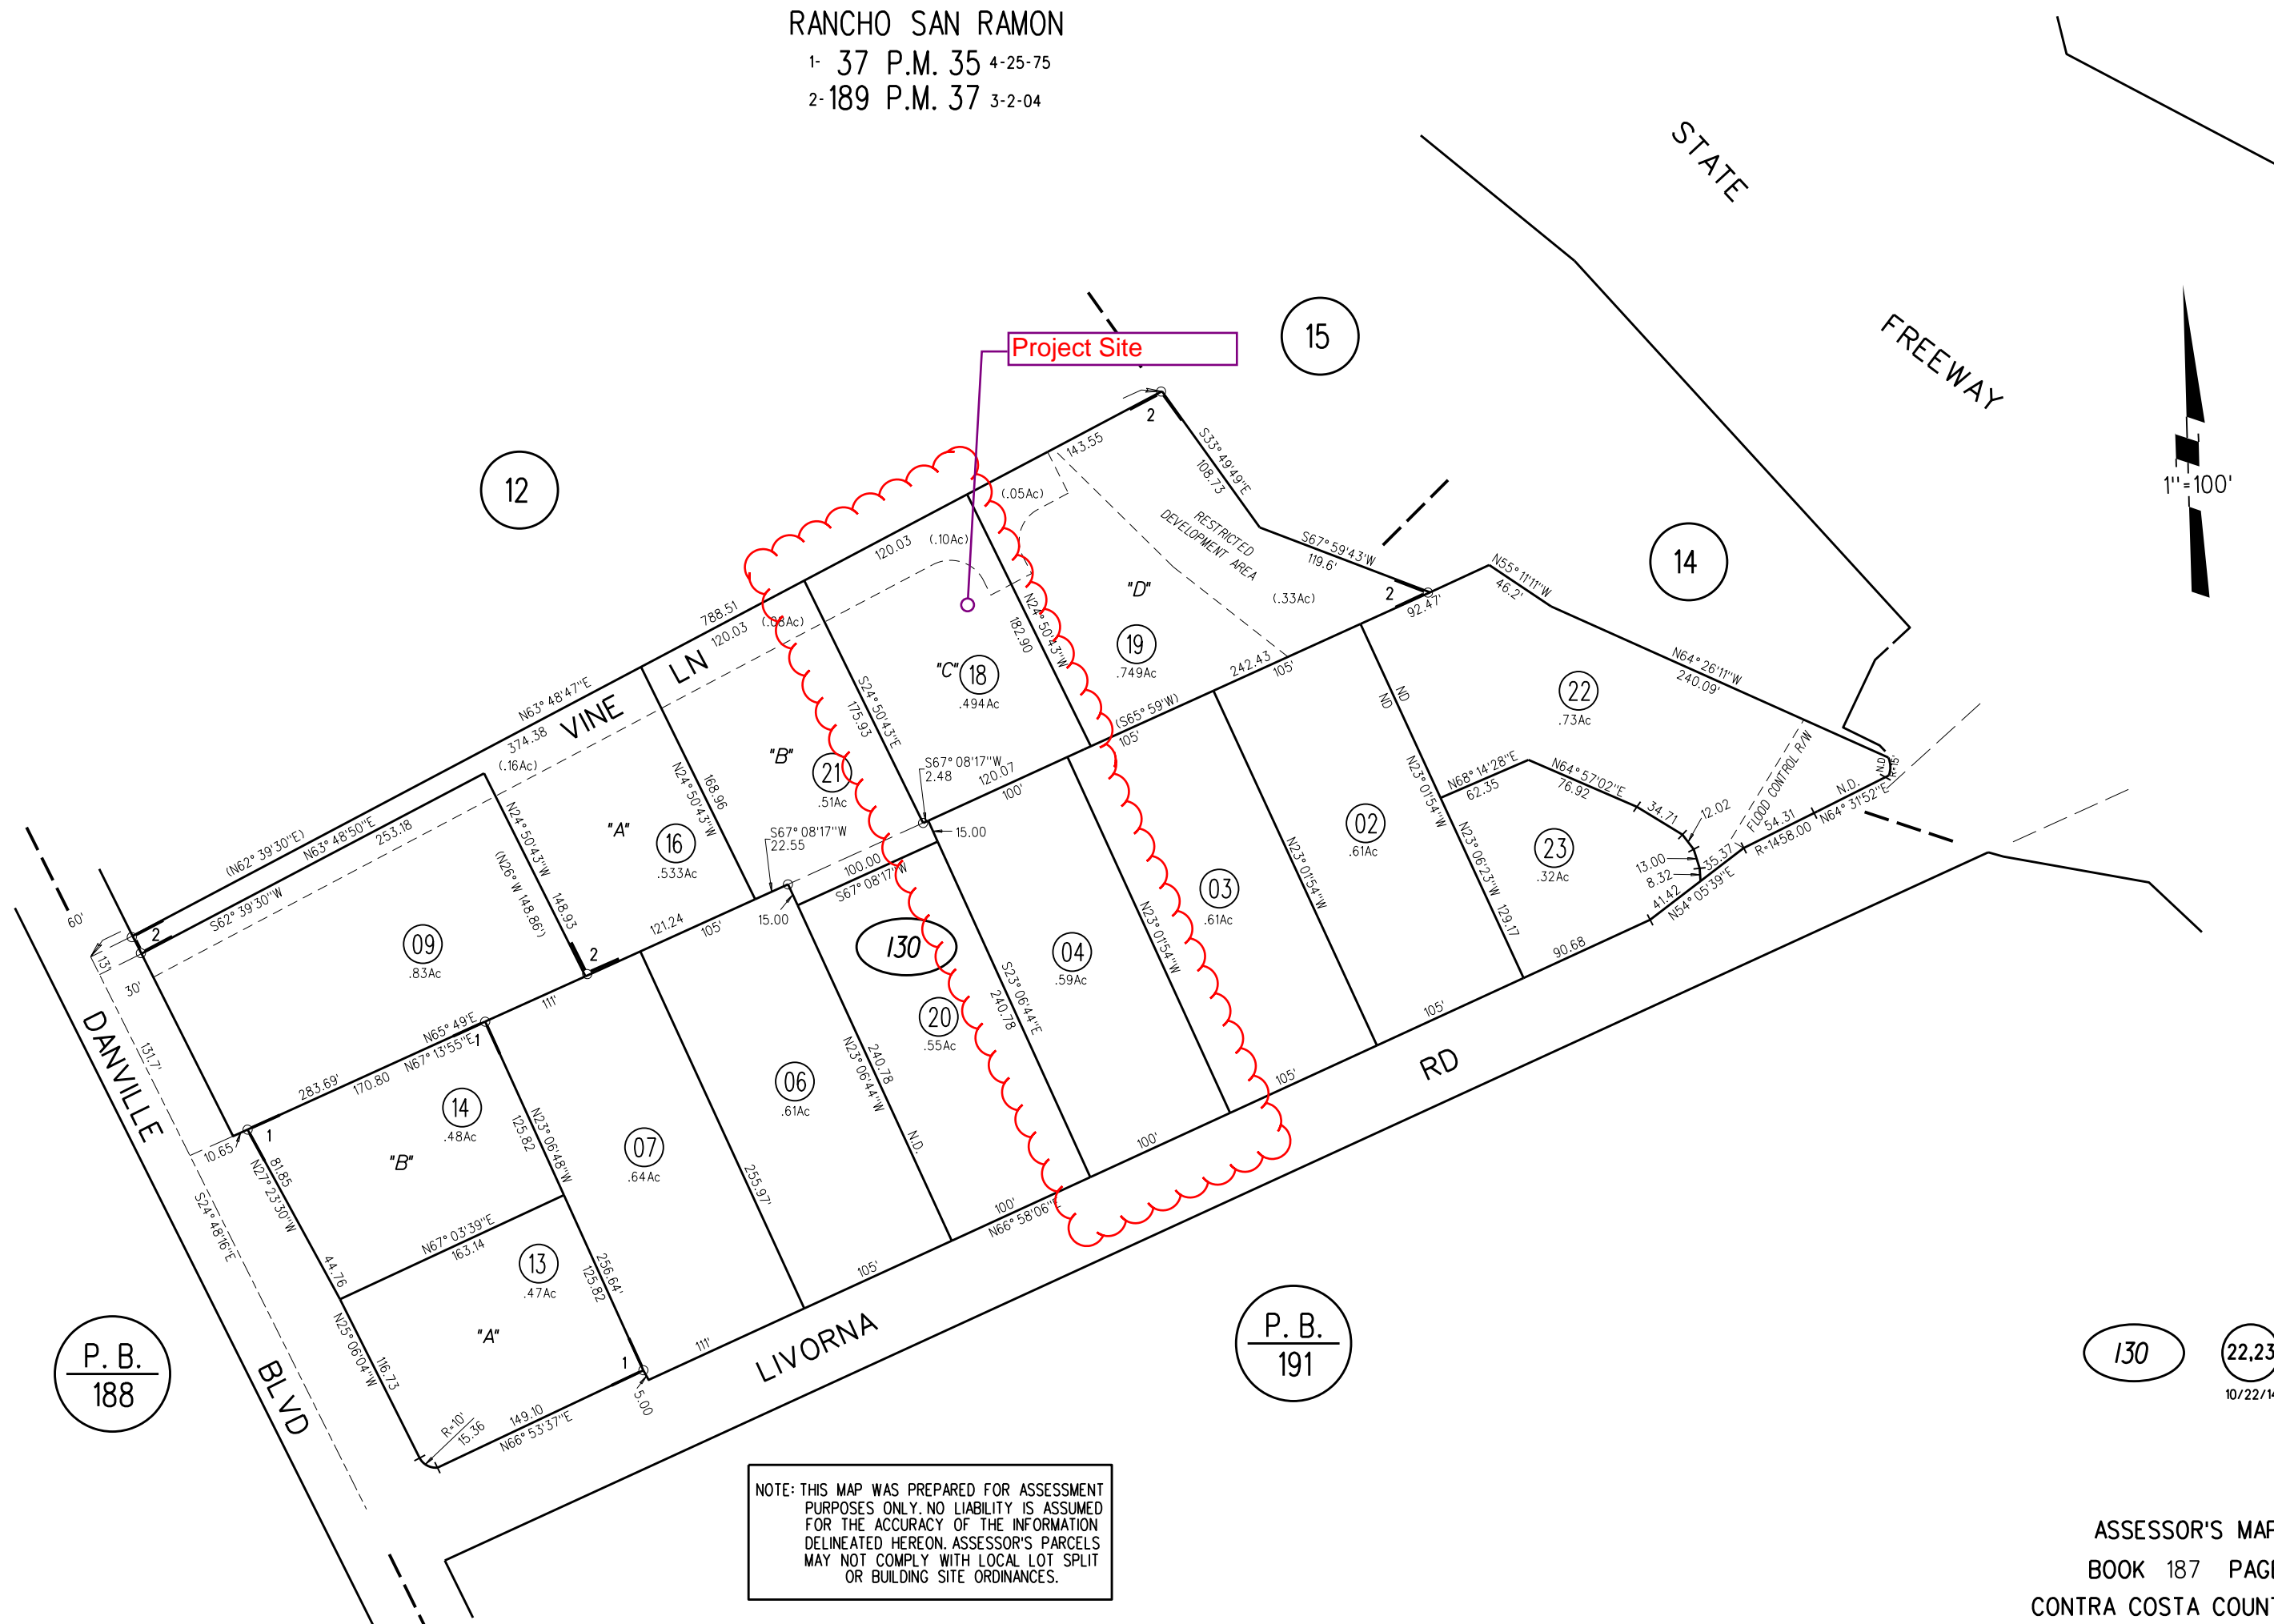 RANCHO SAN RAMON
1- 37 P.M. 35 4-25-75
2- 189 P.M. 37 3-2-04
STATE
FREEWAY
1"=100'
Project Site
15
12
14
2
143.55
S33° 49'49"E
108.73
(.05Ac)
RESTRICTED
DEVELOPMENT AREA
S67° 59'43"W
119.6'
(.33Ac)
2
92.47'
N55° 11'11"W
46.2'
N64° 26'11"W
240.09'
120.03
(.10Ac)
"D"
19
.749Ac
N24° 50'43"W
182.90
"C"
18
.494Ac
788.51
120.03
(.08Ac)
VINE LN
N63° 48'47"E
374.38
(.16Ac)
S24° 50'43"E
175.93
"B"
21
.51Ac
S67° 08'17"W
2.48
120.07
100'
(S65° 59'W)
105'
242.43
105'
ND
ND
22
.73Ac
N23° 01'54"W
N68° 14'28"E
62.35
N64° 57'02"E
76.92
34.71
12.02
FLOOD CONTROL R/W
N.D.
R=15'
N.D.
N64° 31'52"E
54.31
R=1458.00
35.37
13.00
8.32
41.42
N54° 05'39"E
23
.32Ac
N23° 06'23"W
129.17
90.68
02
.61Ac
N23° 01'54"W
03
.61Ac
N23° 01'54"W
04
.59Ac
S23° 06'44"E
240.78
15.00
100.00
S67° 08'17"W
S67° 08'17"W
22.55
15.00
130
20
.55Ac
N24° 50'43"W
168.96
"A"
16
.533Ac
121.24
105'
(N62° 39'30"E)
N63° 48'50"E
253.18
S62° 39'30"W
N24° 50'43"W
148.93
(N26° W 148.86')
2
09
.83Ac
60'
2
131
30'
131.7'
DANVILLE
BLVD
111'
N65° 49'E
N67° 13'55"E
1
283.69'
170.80
10.65
1
14
.48Ac
"B"
N23° 06'48"W
125.82
81.85
N27° 23'30"W
S24° 48'16"E
44.76
N67° 03'39"E
163.14
13
.47Ac
"A"
256.64'
125.82
N25° 06'04"W
116.73
1
5.00
R=10'
15.36
149.10
N66° 53'37"E
07
.64Ac
255.97'
06
.61Ac
240.78
N23° 06'44"W
N.D.
111'
105'
100'
N66° 58'06"E
100'
105'
105'
LIVORNA
RD
P. B.
188
P. B.
191
130
22,23
NOTE: THIS MAP WAS PREPARED FOR ASSESSMENT
PURPOSES ONLY. NO LIABILITY IS ASSUMED
FOR THE ACCURACY OF THE INFORMATION
DELINEATED HEREON. ASSESSOR'S PARCELS
MAY NOT COMPLY WITH LOCAL LOT SPLIT
OR BUILDING SITE ORDINANCES.
ASSESSOR'S MAP
BOOK 187
CONTRA COSTA